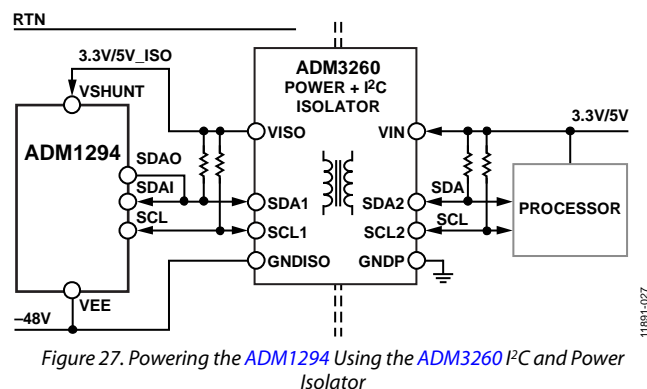 RTN
3.3V/5V_ISO
VSHUNT
ADM1294
SDAO
SDAI
SCL
VEE
–48V
ADM3260
POWER + I2C
ISOLATOR
VISO
VIN
SDA1
SDA2
SCL1
SCL2
GNDISO
GNDP
3.3V/5V
SDA
SCL
PROCESSOR
11891-027
Figure 27. Powering the ADM1294 Using the ADM3260 I2C and Power
Isolator